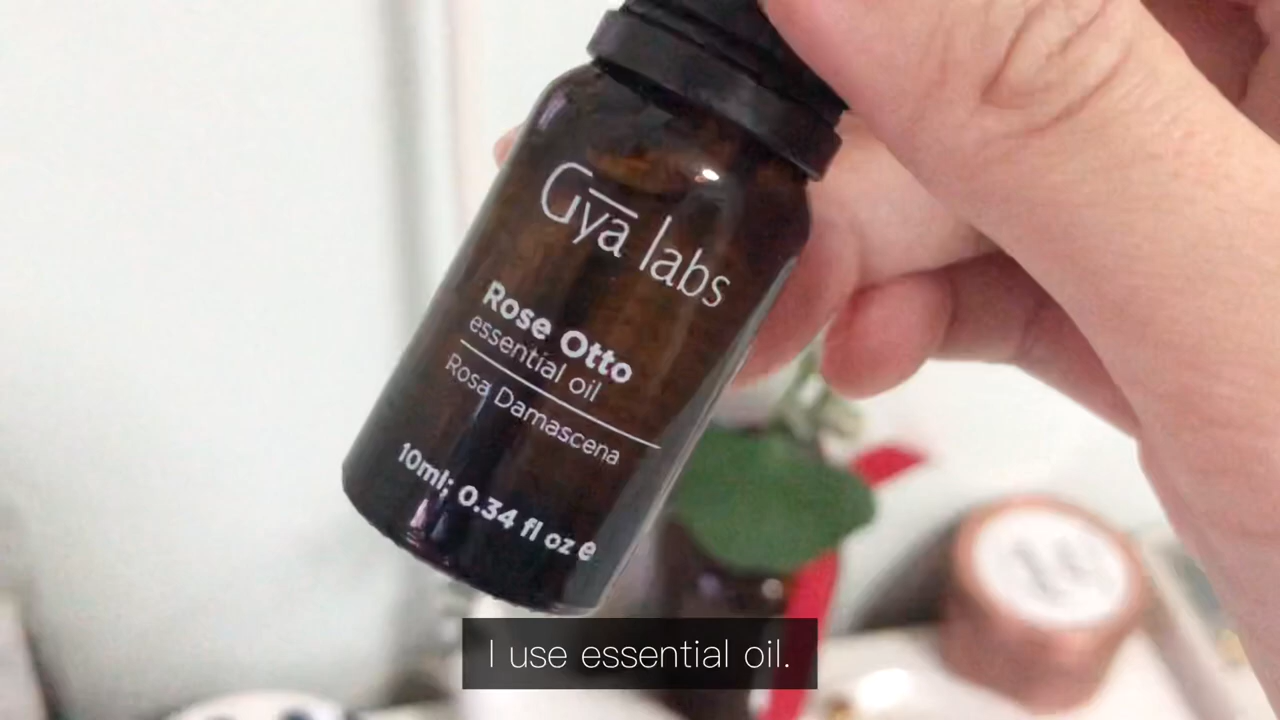 Gya labs
Rose Otto
essential oil
Rosa Damascena
10ml; 0.34 fl oz e
I use essential oil.